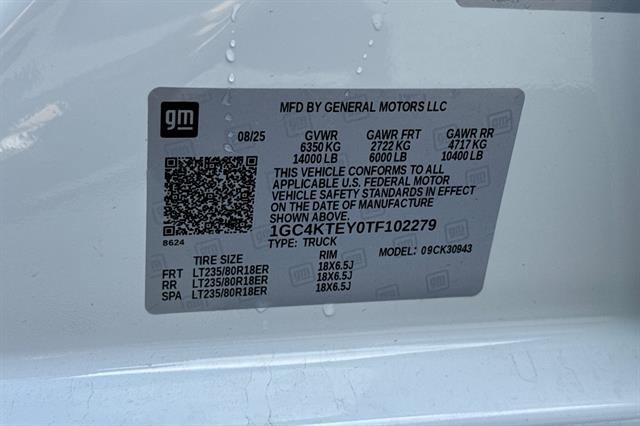 gm
MFD BY GENERAL MOTORS LLC
08/25 GVWR GAWR FRT GAWR RR
6350 KG 2722 KG 4717 KG
14000 LB 6000 LB 10400 LB
THIS VEHICLE CONFORMS TO ALL
APPLICABLE U.S. FEDERAL MOTOR
VEHICLE SAFETY STANDARDS IN EFFECT
ON THE DATE OF MANUFACTURE
SHOWN ABOVE.
1GC4KTEY0TF102279
8624
TYPE: TRUCK
MODEL: 09CK30943
TIRE SIZE RIM
FRT LT235/80R18ER 18X6.5J
RR LT235/80R18ER 18X6.5J
SPA LT235/80R18ER 18X6.5J